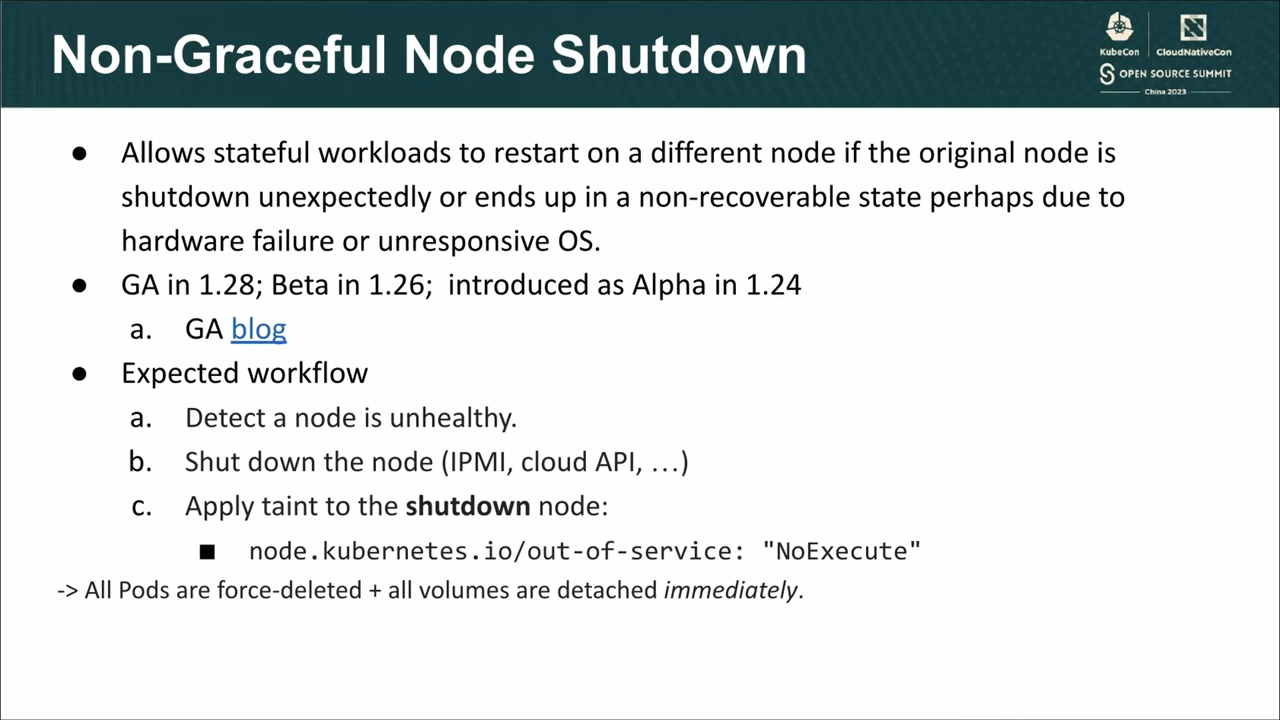 Non-Graceful Node Shutdown
KubeCon
CloudNativeCon
OPEN SOURCE SUMMIT
China 2023
● Allows stateful workloads to restart on a different node if the original node is
shutdown unexpectedly or ends up in a non-recoverable state perhaps due to
hardware failure or unresponsive OS.
● GA in 1.28; Beta in 1.26;  introduced as Alpha in 1.24
a. GA blog
● Expected workflow
a. Detect a node is unhealthy.
b. Shut down the node (IPMI, cloud API, …)
c. Apply taint to the shutdown node:
■ node.kubernetes.io/out-of-service: "NoExecute"
-> All Pods are force-deleted + all volumes are detached immediately.